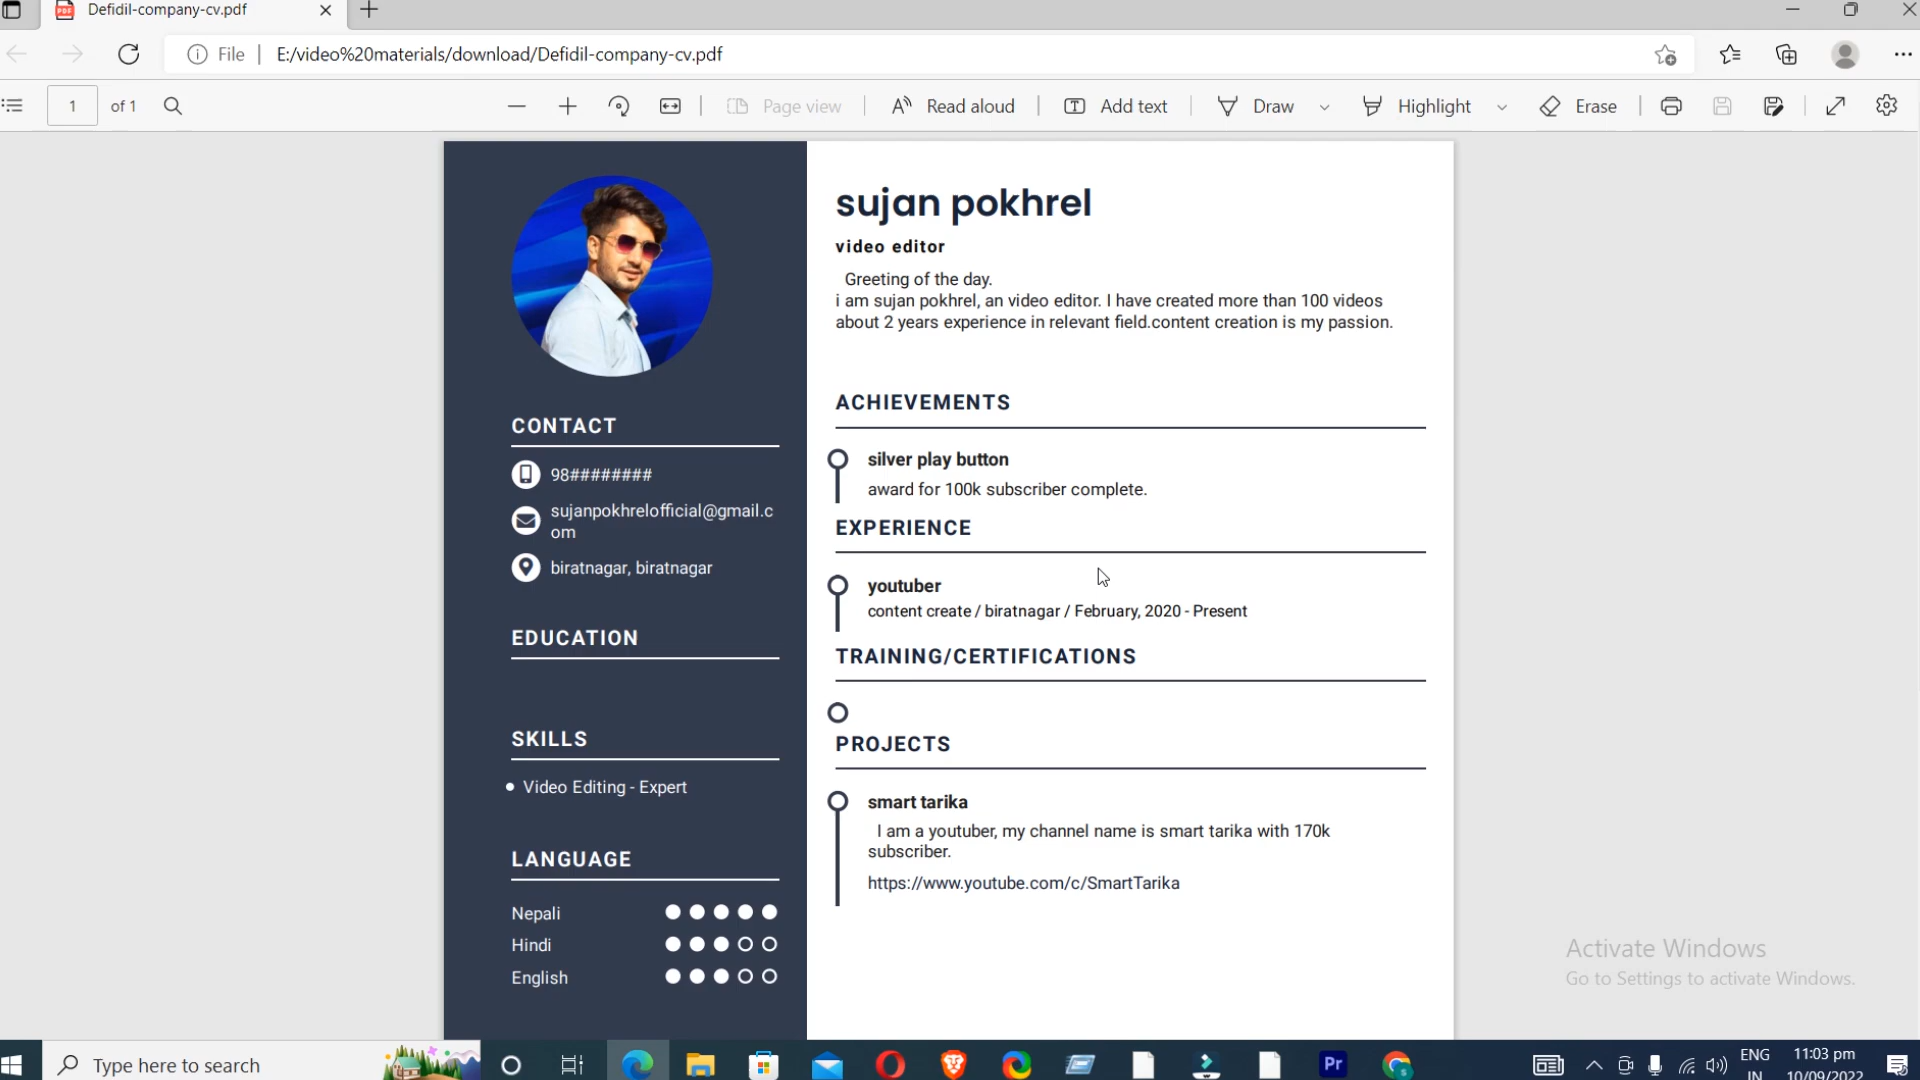 Defidil-company-cv.pdf
File
E:/video%20materials/download/Defidil-company-cv.pdf
1 of 1
Page view
Read aloud
Add text
Draw
Highlight
Erase
sujan pokhrel
video editor
Greeting of the day.
i am sujan pokhrel, an video editor. I have created more than 100 videos
about 2 years experience in relevant field.content creation is my passion.
CONTACT
98########
sujanpokhrelofficial@gmail.c
om
biratnagar, biratnagar
EDUCATION
SKILLS
Video Editing - Expert
LANGUAGE
Nepali
Hindi
English
ACHIEVEMENTS
silver play button
award for 100k subscriber complete.
EXPERIENCE
youtuber
content create / biratnagar / February, 2020 - Present
TRAINING/CERTIFICATIONS
PROJECTS
smart tarika
I am a youtuber, my channel name is smart tarika with 170k
subscriber.
https://www.youtube.com/c/SmartTarika
Activate Windows
Go to Settings to activate Windows.
Type here to search
Pr
ENG
IN
11:03 pm
10/09/2022